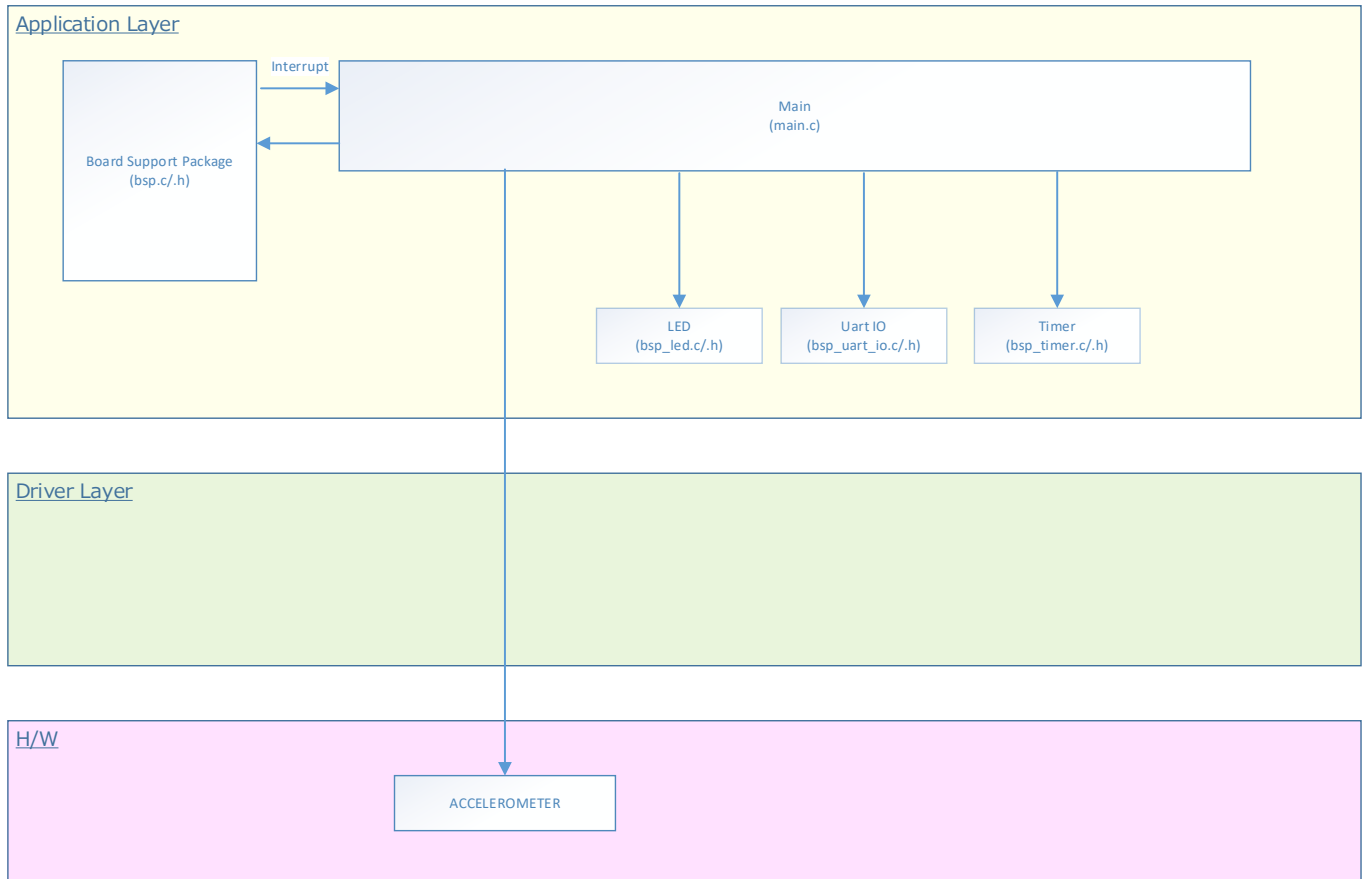 Application Layer
Interrupt
Main
(main.c)
Board Support Package
(bsp.c/.h)
LED
(bsp_led.c/.h)
Uart IO
(bsp_uart_io.c/.h)
Timer
(bsp_timer.c/.h)
Driver Layer
H/W
ACCELEROMETER